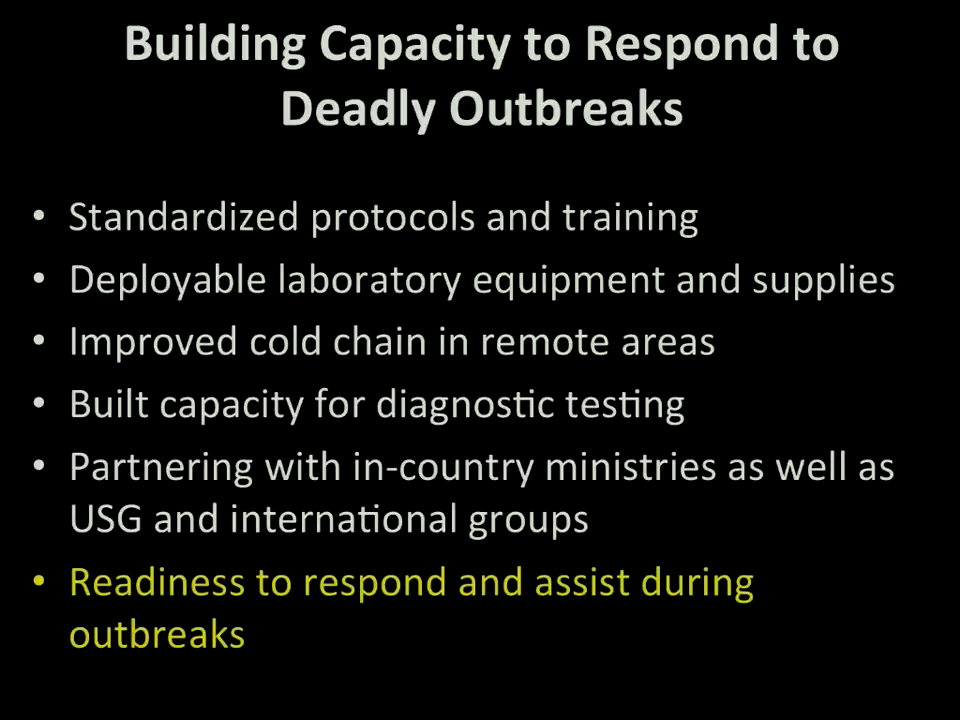 Building Capacity to Respond to
Deadly Outbreaks
• Standardized protocols and training
• Deployable laboratory equipment and supplies
• Improved cold chain in remote areas
• Built capacity for diagnostic testing
• Partnering with in-country ministries as well as
USG and international groups
• Readiness to respond and assist during
outbreaks